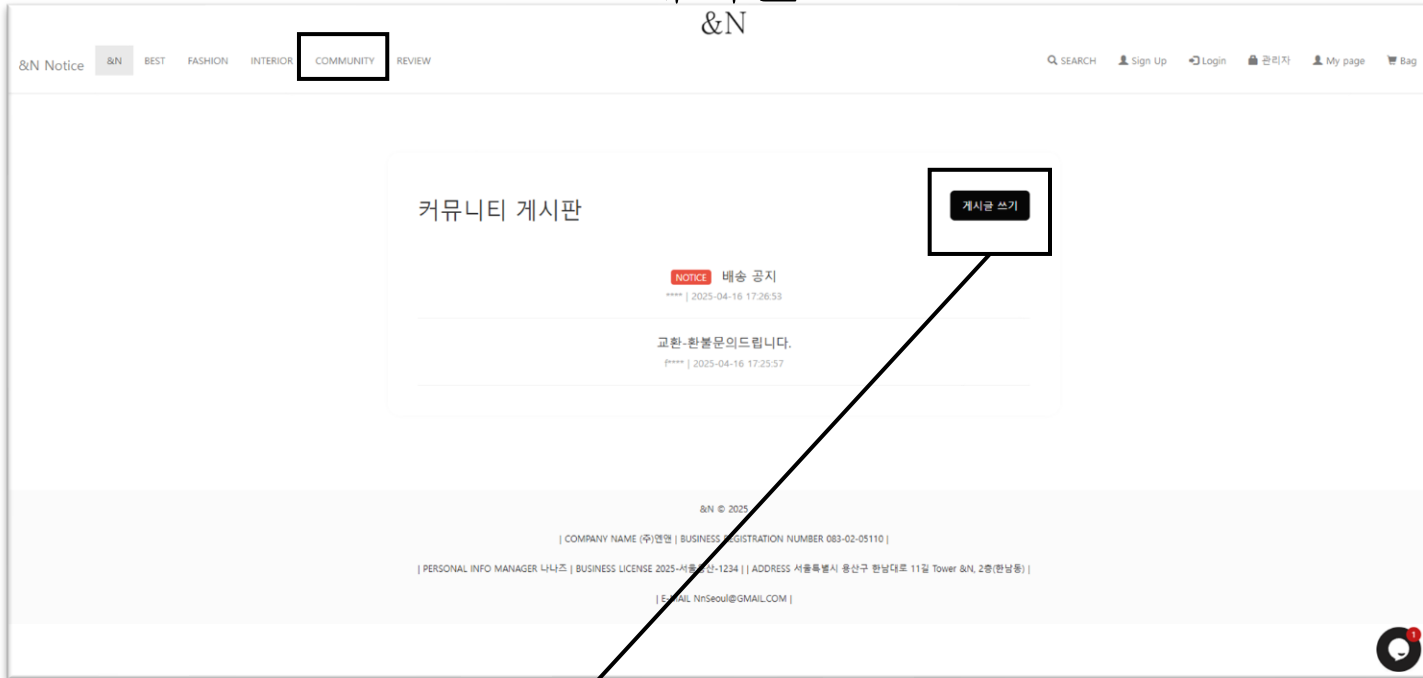 &N
&N Notice &N BEST FASHION INTERIOR COMMUNITY REVIEW SEARCH Sign Up Login 관리자 My page Bag
커뮤니티 게시판 게시글 쓰기
NOTICE 배송 공지
**** | 2025-04-16 17:26:53
교환-환불문의드립니다.
f**** | 2025-04-16 17:25:57
&N © 2025
| COMPANY NAME (주)앤앤 | BUSINESS REGISTRATION NUMBER 083-02-05110 |
| PERSONAL INFO MANAGER 나나즈 | BUSINESS LICENSE 2025-서울용산-1234 | | ADDRESS 서울특별시 용산구 한남대로 11길 Tower &N, 2층(한남동) |
| E-MAIL NnSeoul@GMAIL.COM |
1